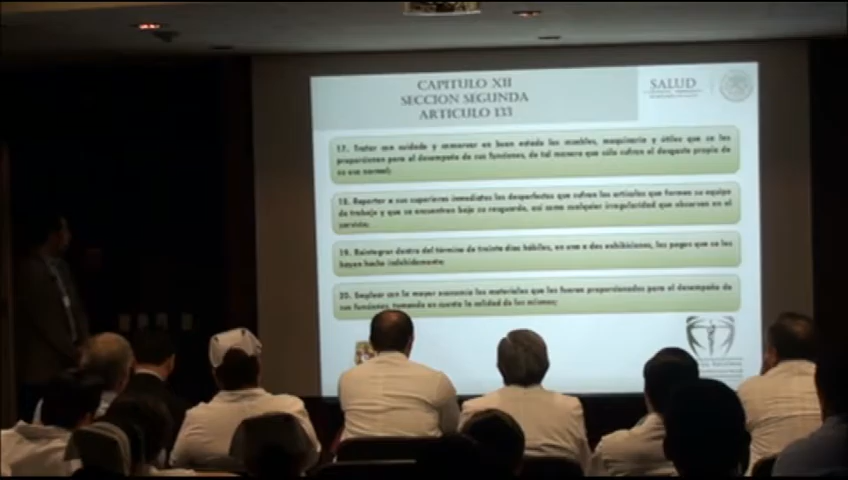 CAPITULO XII
SECCION SEGUNDA
ARTICULO 133
SALUD
17. Tratar con cuidado y conservar en buen estado los muebles, maquinaria y útiles que se les
proporcionen para el desempeño de sus funciones, de tal manera que sólo sufran el desgaste propio de
su uso normal;
18. Reportar a sus superiores inmediatos los desperfectos que sufran los artículos que forman su equipo
de trabajo y que se encuentren bajo su resguardo, así como cualquier irregularidad que observen en el
servicio;
19. Reintegrar dentro del término de treinta días hábiles, en una o dos exhibiciones, los pagos que se les
hayan hecho indebidamente;
20. Emplear con la mayor economía los materiales que les fueran proporcionados para el desempeño de
sus funciones, tomando en cuenta la calidad de los mismos;